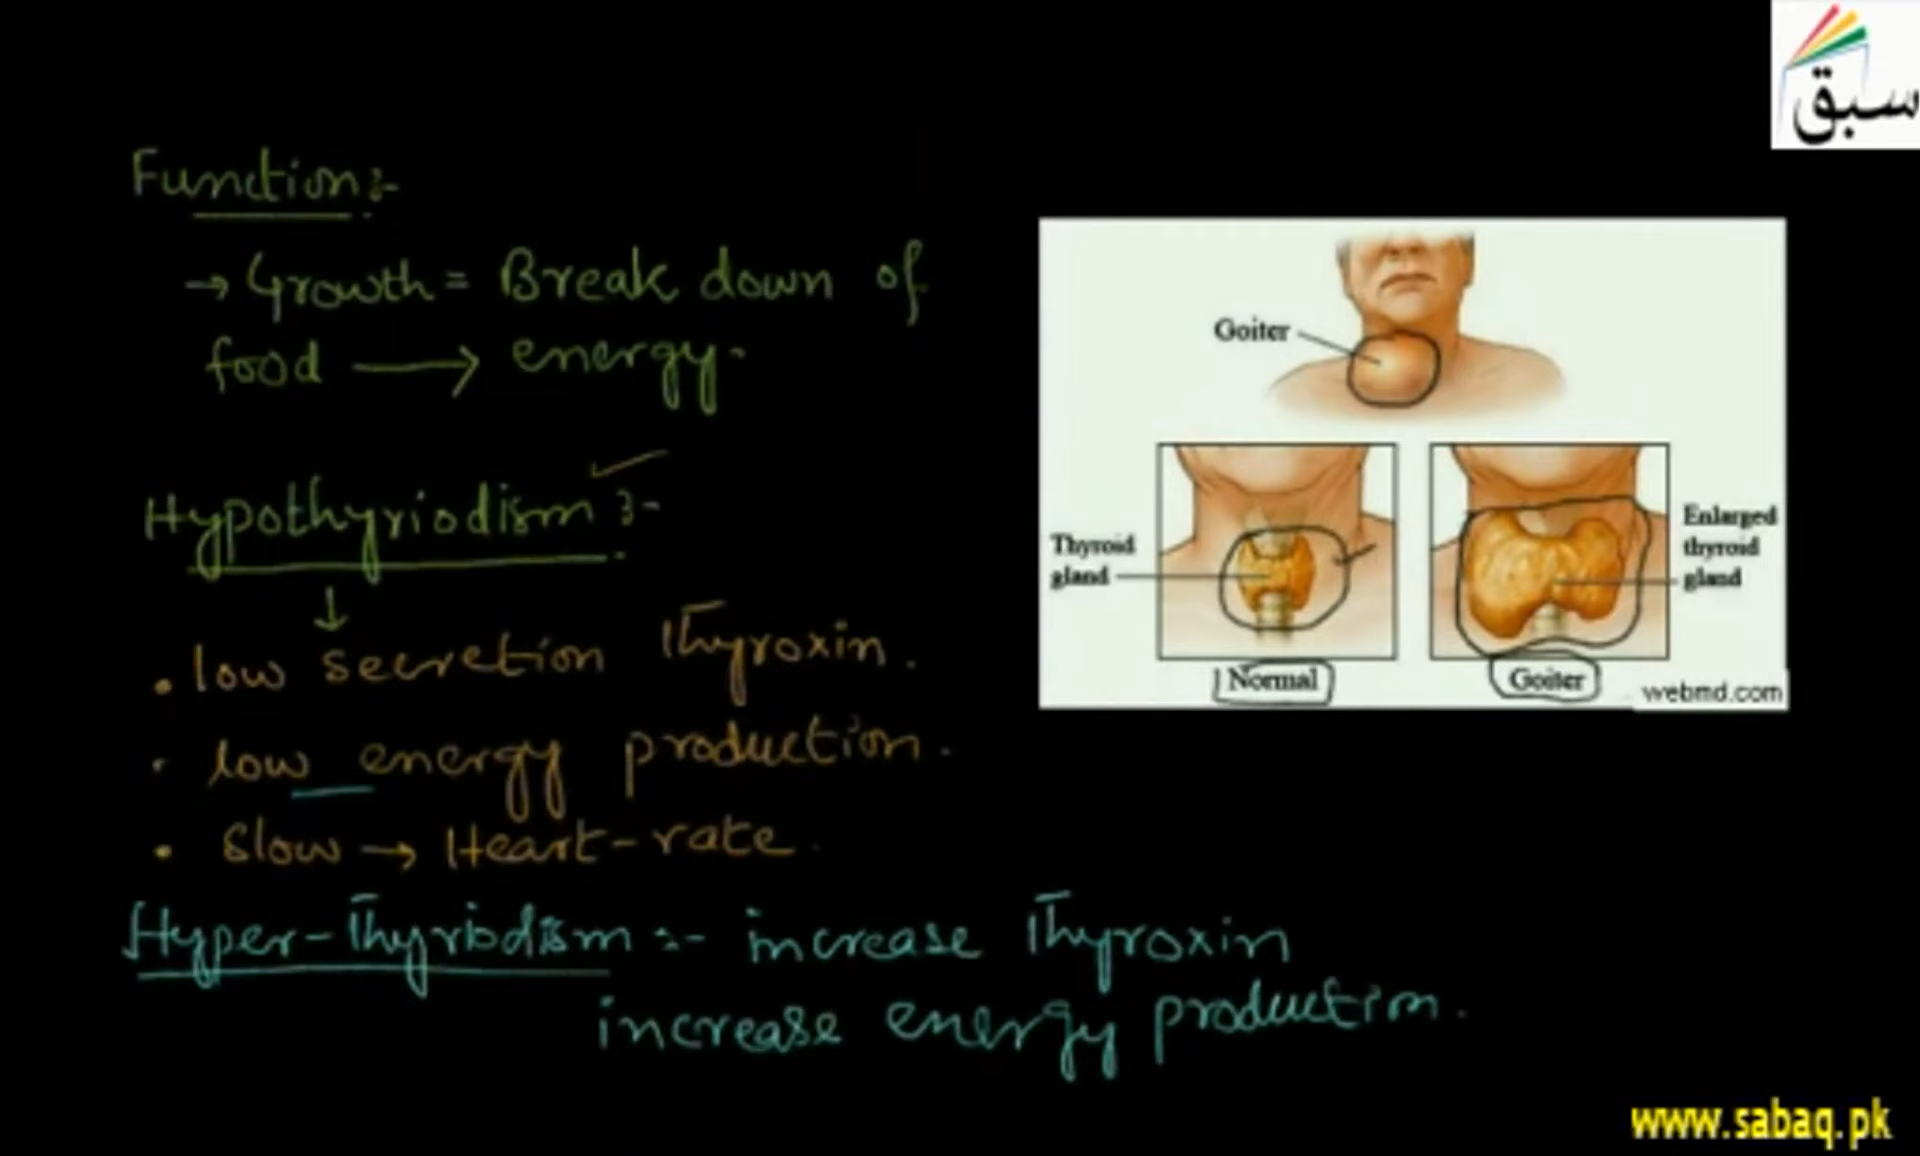 سبق
Function:-
→ Growth = Break down of
food → energy.
Hypothyriodism :-
↓
• low secretion Thyroxin.
• low energy production.
• Slow → Heart-rate.
Hyper-Thyriodism :- increase Thyroxin
increase energy production.
Goiter
Thyroid
gland
Enlarged
thyroid
gland
Normal
Goiter
webmd.com
www.sabaq.pk